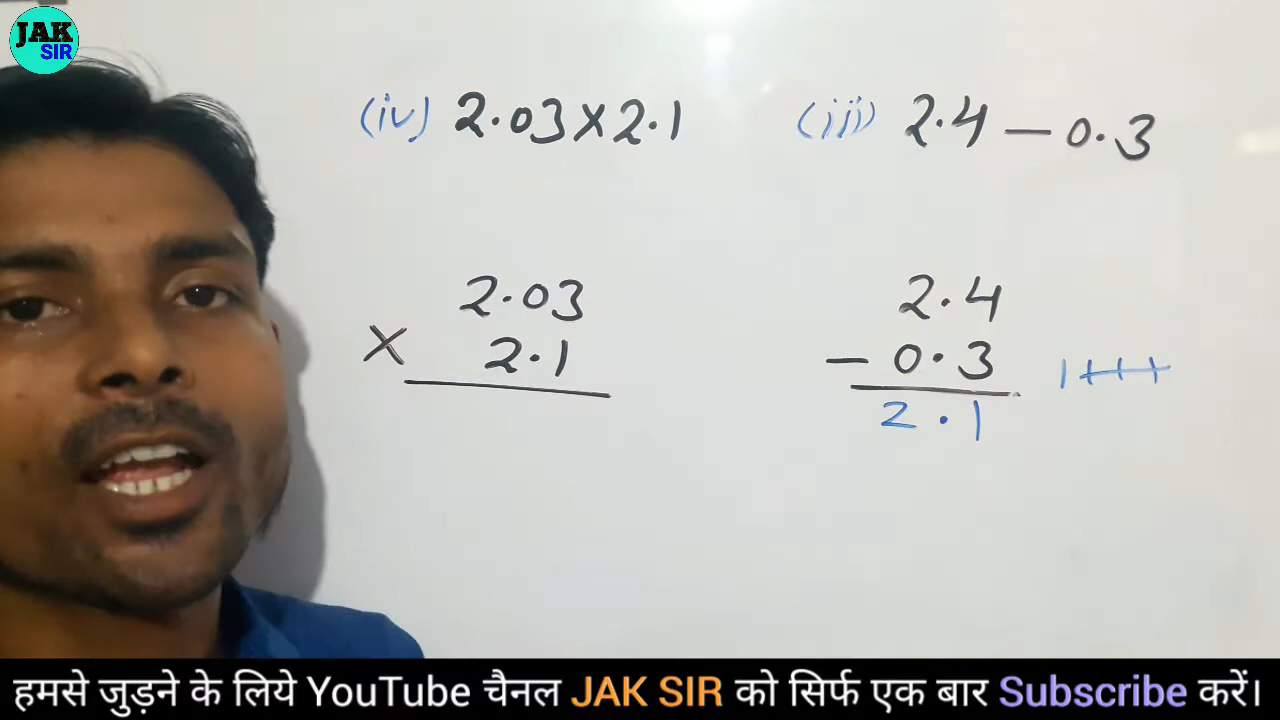 JAK
SIR
(iv) 2.03×2.1
(iii) 2.4 — 0.3
2.03
× 2.1
2.4
— 0.3
2.1
हमसे जुड़ने के लिये YouTube चैनल JAK SIR को सिर्फ एक बार Subscribe करें।